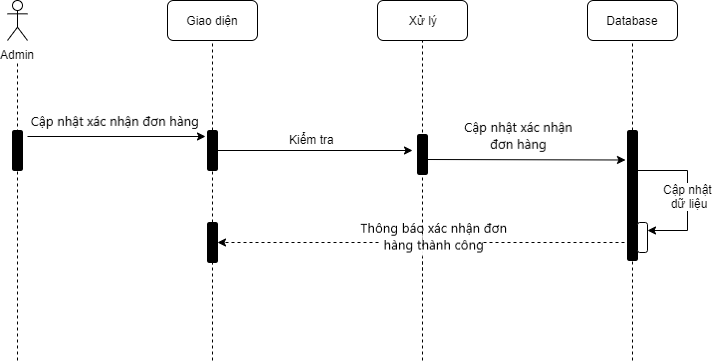 Admin
Giao diện
Xử lý
Database
Cập nhật xác nhận đơn hàng
Kiểm tra
Cập nhật xác nhận
đơn hàng
Cập nhật
dữ liệu
Thông báo xác nhận đơn
hàng thành công